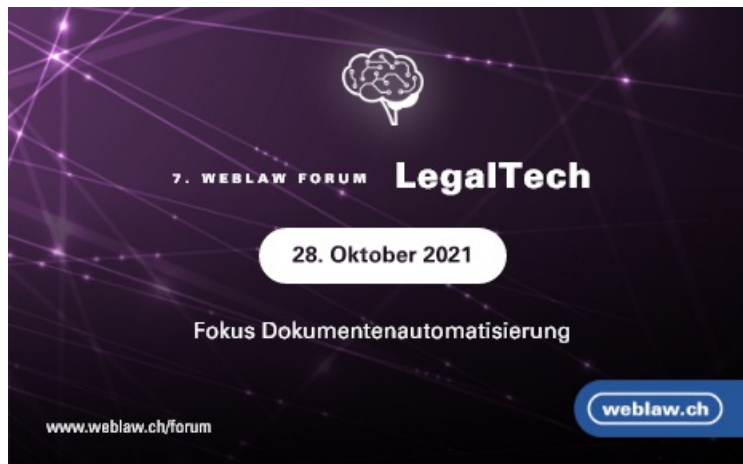 7. WEBLAW FORUM LegalTech
28. Oktober 2021
Fokus Dokumentenautomatisierung
www.weblaw.ch/forum
weblaw.ch